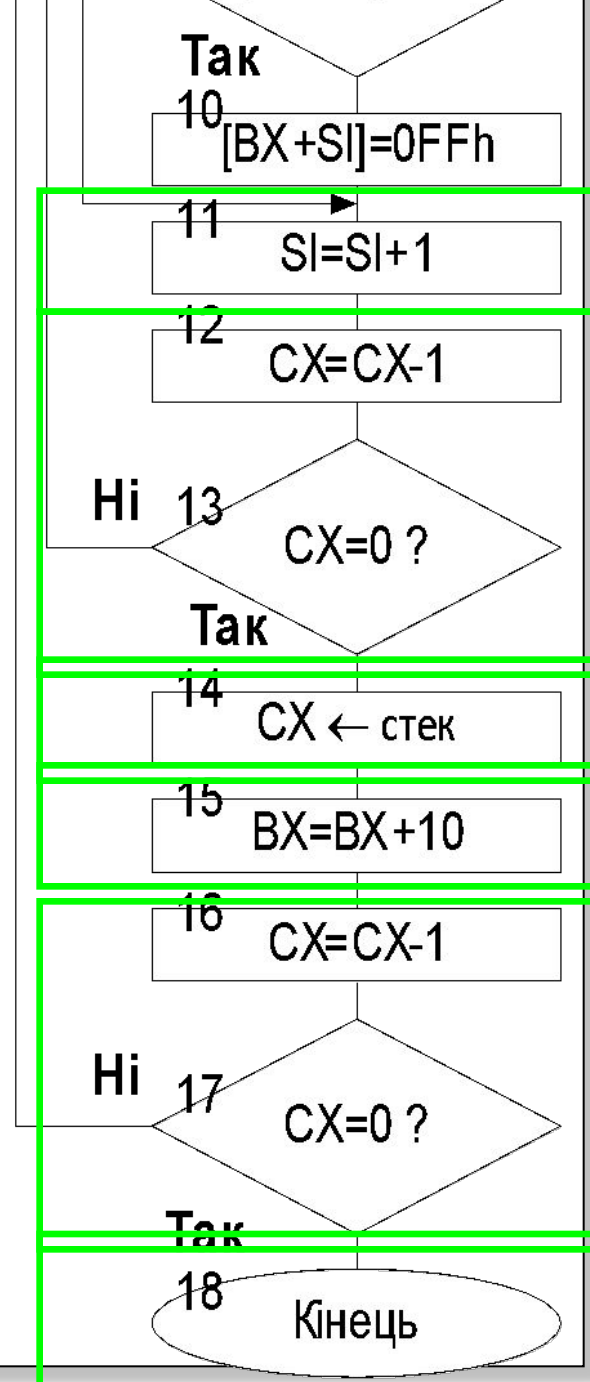 Так
10
[BX+SI]=0FFh
11
SI=SI+1
12
CX=CX-1
Ні 13
CX=0 ?
Так
14
CX ← стек
15
BX=BX+10
16
CX=CX-1
Ні 17
CX=0 ?
Так
18
Кінець